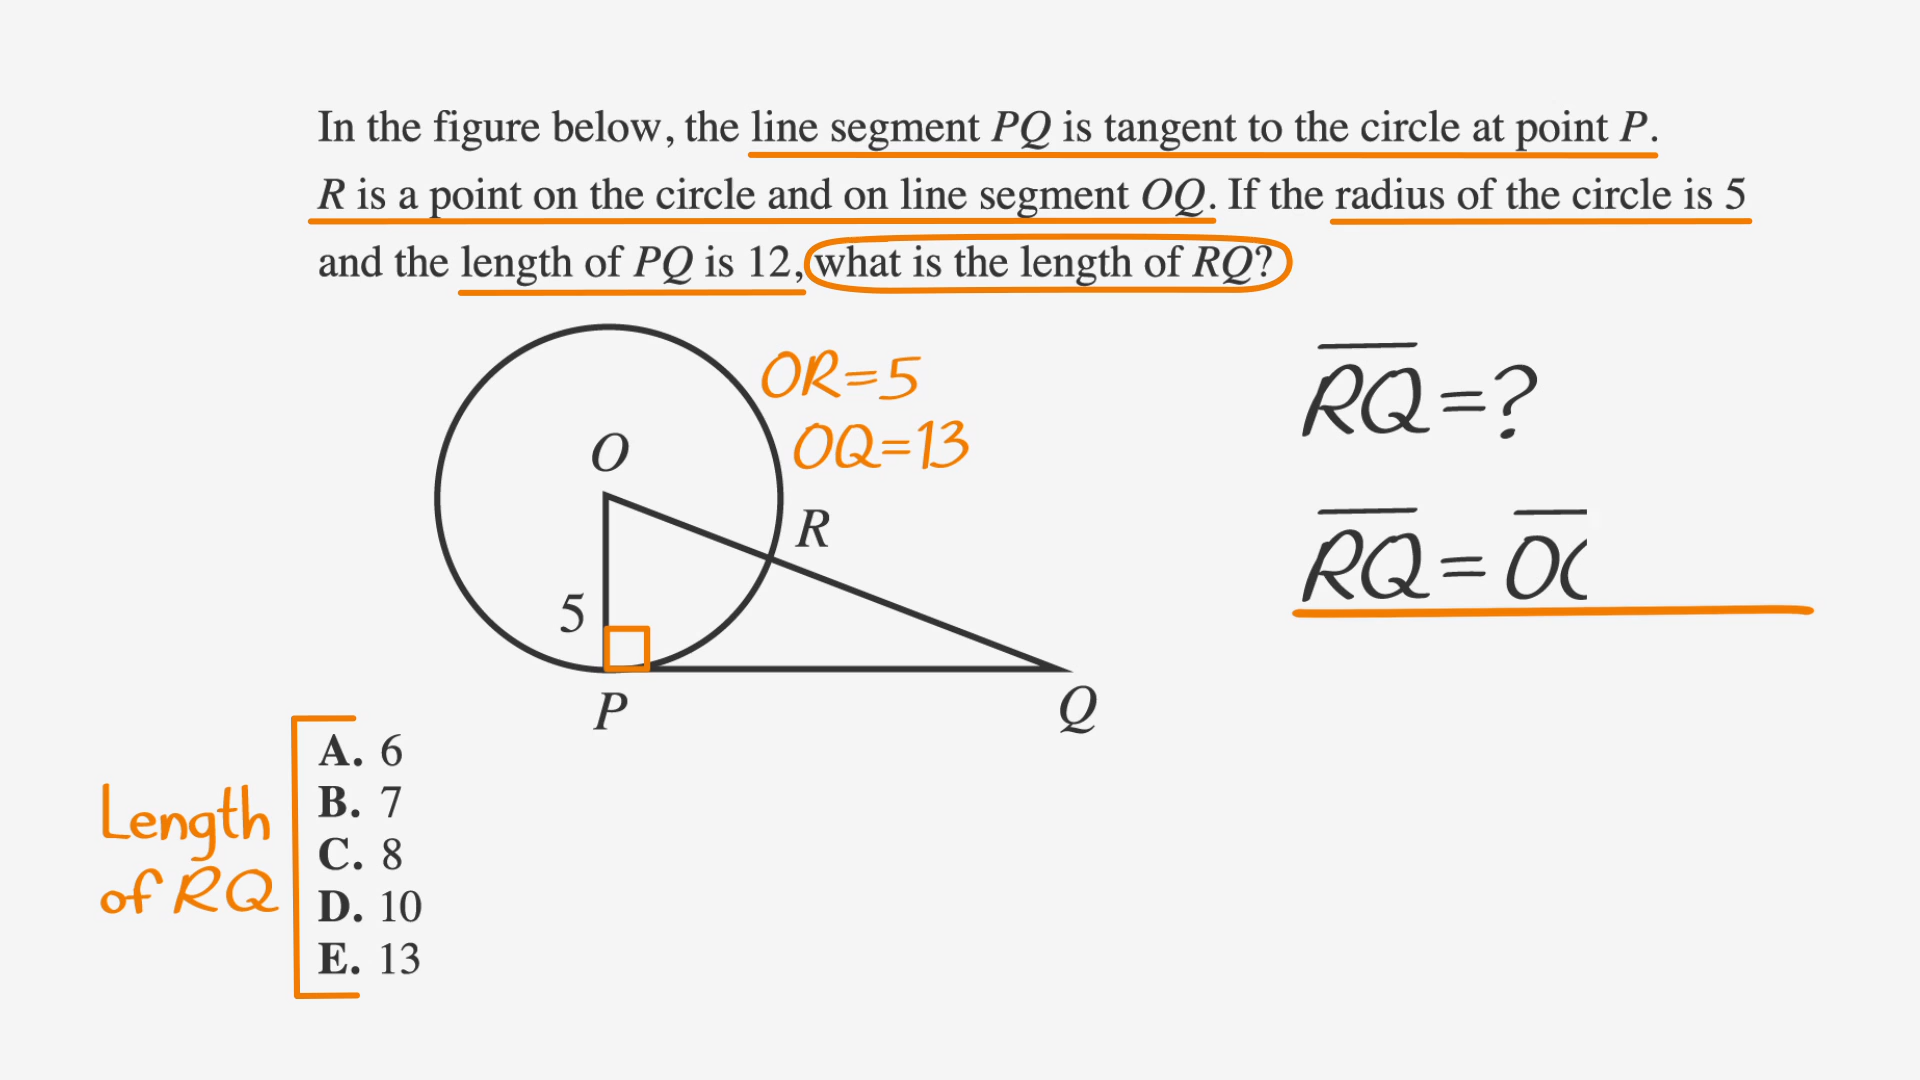 In the figure below, the line segment PQ is tangent to the circle at point P.
R is a point on the circle and on line segment OQ. If the radius of the circle is 5
and the length of PQ is 12, what is the length of RQ?
OR=5
OQ=13
O
R
5
P
Q
RQ=?
RQ=
Length
of RQ
A. 6
B. 7
C. 8
D. 10
E. 13